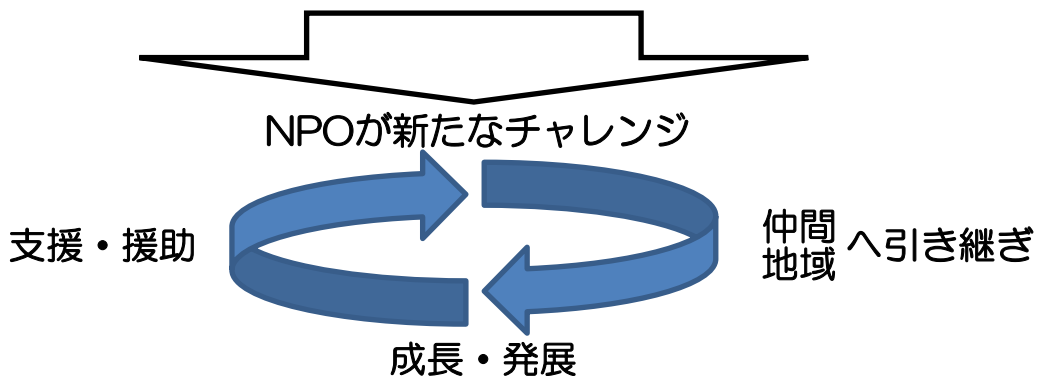 NPOが新たなチャレンジ
支援・援助
仲間
地域
へ引き継ぎ
成長・発展